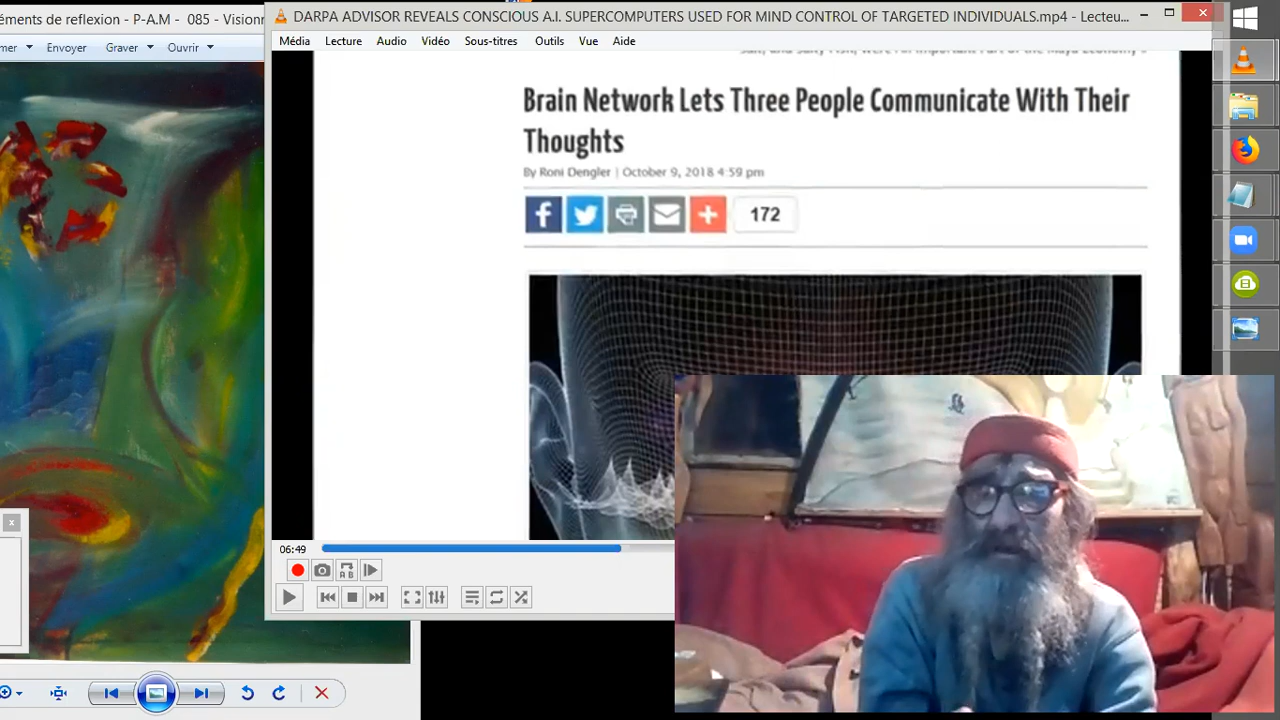 éments de reflexion - P-A.M - 085 - Visionn
mer Envoyer Graver Ouvrir
DARPA ADVISOR REVEALS CONSCIOUS A.I. SUPERCOMPUTERS USED FOR MIND CONTROL OF TARGETED INDIVIDUALS.mp4 - Lecteu...
Média Lecture Audio Vidéo Sous-titres Outils Vue Aide
Brain Network Lets Three People Communicate With Their
Thoughts
By Roni Dengler | October 9, 2018 4:59 pm
172
06:49